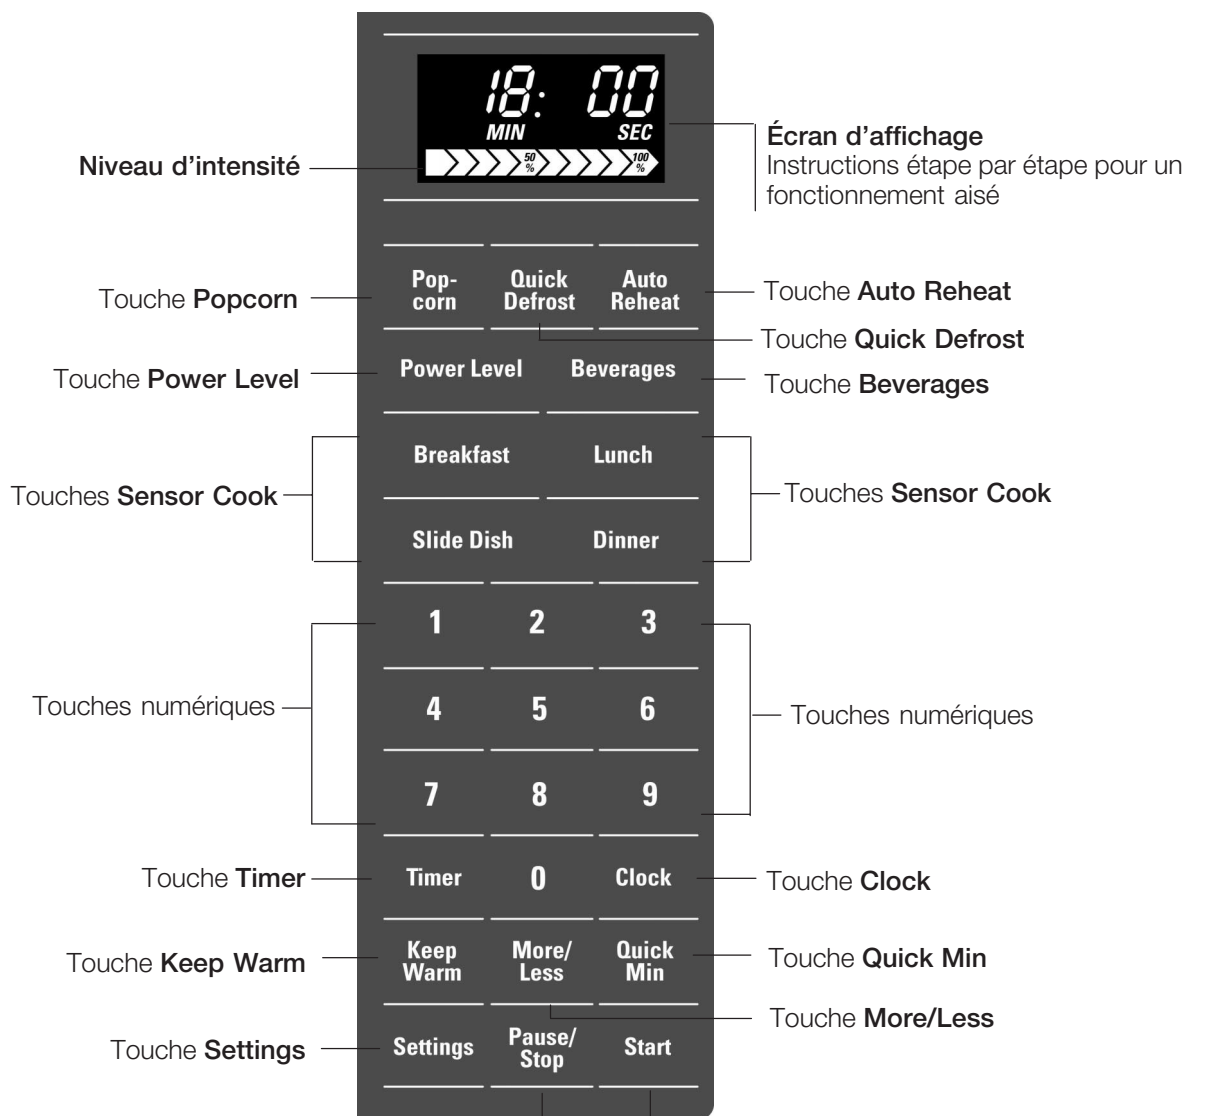 18: 00
MIN SEC
50 % 100 %
Niveau d'intensité
Écran d'affichage
Instructions étape par étape pour un
fonctionnement aisé
Pop-
corn
Quick
Defrost
Auto
Reheat
Touche Popcorn
Touche Auto Reheat
Touche Quick Defrost
Power Level
Beverages
Touche Power Level
Touche Beverages
Breakfast
Lunch
Touches Sensor Cook
Touches Sensor Cook
Slide Dish
Dinner
1 2 3
Touches numériques
4 5 6
Touches numériques
7 8 9
Touche Timer
Timer 0 Clock
Touche Clock
Touche Keep Warm
Keep
Warm
More/
Less
Quick
Min
Touche Quick Min
Touche More/Less
Touche Settings
Settings
Pause/
Stop
Start